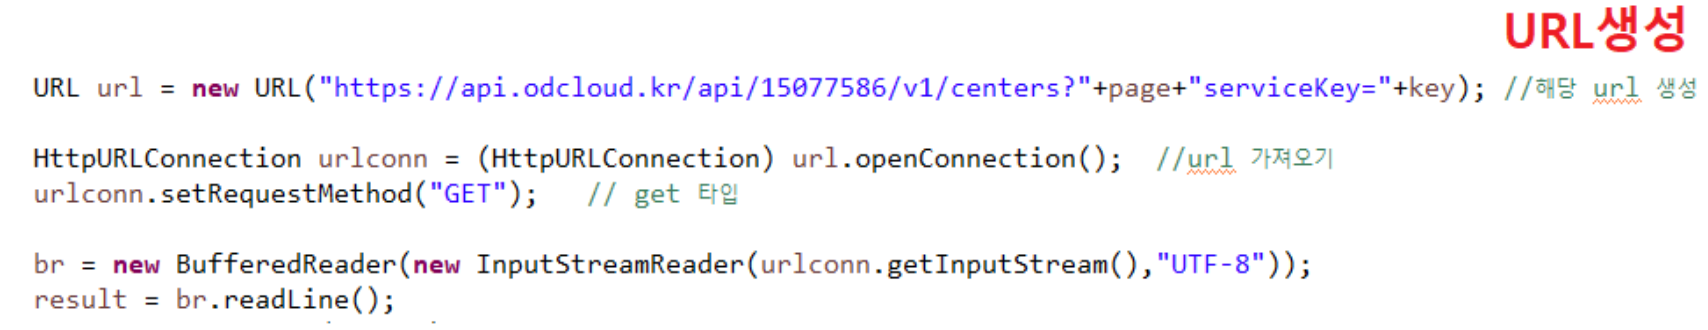 URL생성
URL url = new URL("https://api.odcloud.kr/api/15077586/v1/centers?"+page+"serviceKey="+key); //해당 url 생성
HttpURLConnection urlconn = (HttpURLConnection) url.openConnection(); //url 가져오기
urlconn.setRequestMethod("GET"); // get 타입
br = new BufferedReader(new InputStreamReader(urlconn.getInputStream(),"UTF-8"));
result = br.readLine();